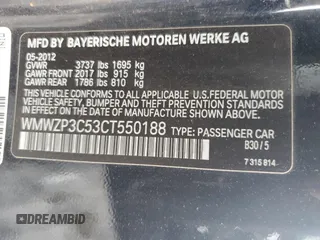 MFD BY BAYERISCHE MOTOREN WERKE AG
05-2012
GVWR 3737 lbs 1695 kg
GAWR FRONT 2017 lbs 915 kg
GAWR REAR 1786 lbs 810 kg
THIS VEHICLE CONFORMS TO ALL APPLICABLE U.S.FEDERAL MOTOR
VEHICLE SAFETY, BUMPER, AND THEFT PREVENTION STANDARDS
IN EFFECT ON THE DATE OF MANUFACTURE SHOWN ABOVE.
WMWZP3C53CT550188 TYPE: PASSENGER CAR
B30 / 5
7 315 814
DREAMBID